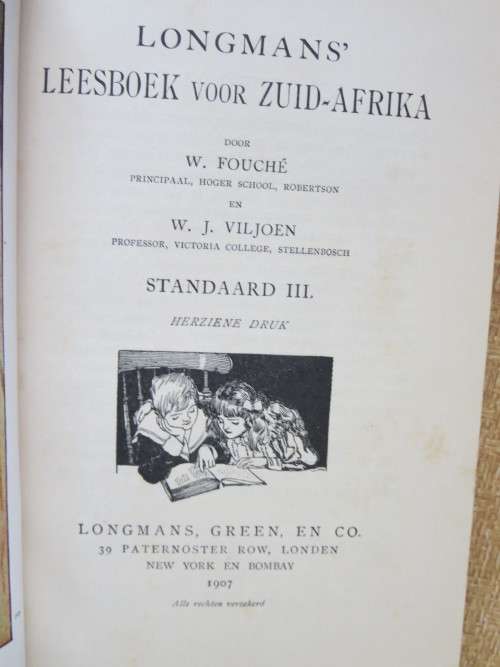 LONGMANS'
LEESBOEK VOOR ZUID-AFRIKA
DOOR
W. FOUCHÉ
PRINCIPAAL, HOGER SCHOOL, ROBERTSON
EN
W. J. VILJOEN
PROFESSOR, VICTORIA COLLEGE, STELLENBOSCH
STANDAARD III.
HERZIENE DRUK
LONGMANS, GREEN, EN CO.
39 PATERNOSTER ROW, LONDEN
NEW YORK EN BOMBAY
1907
Alle rechten verzekerd